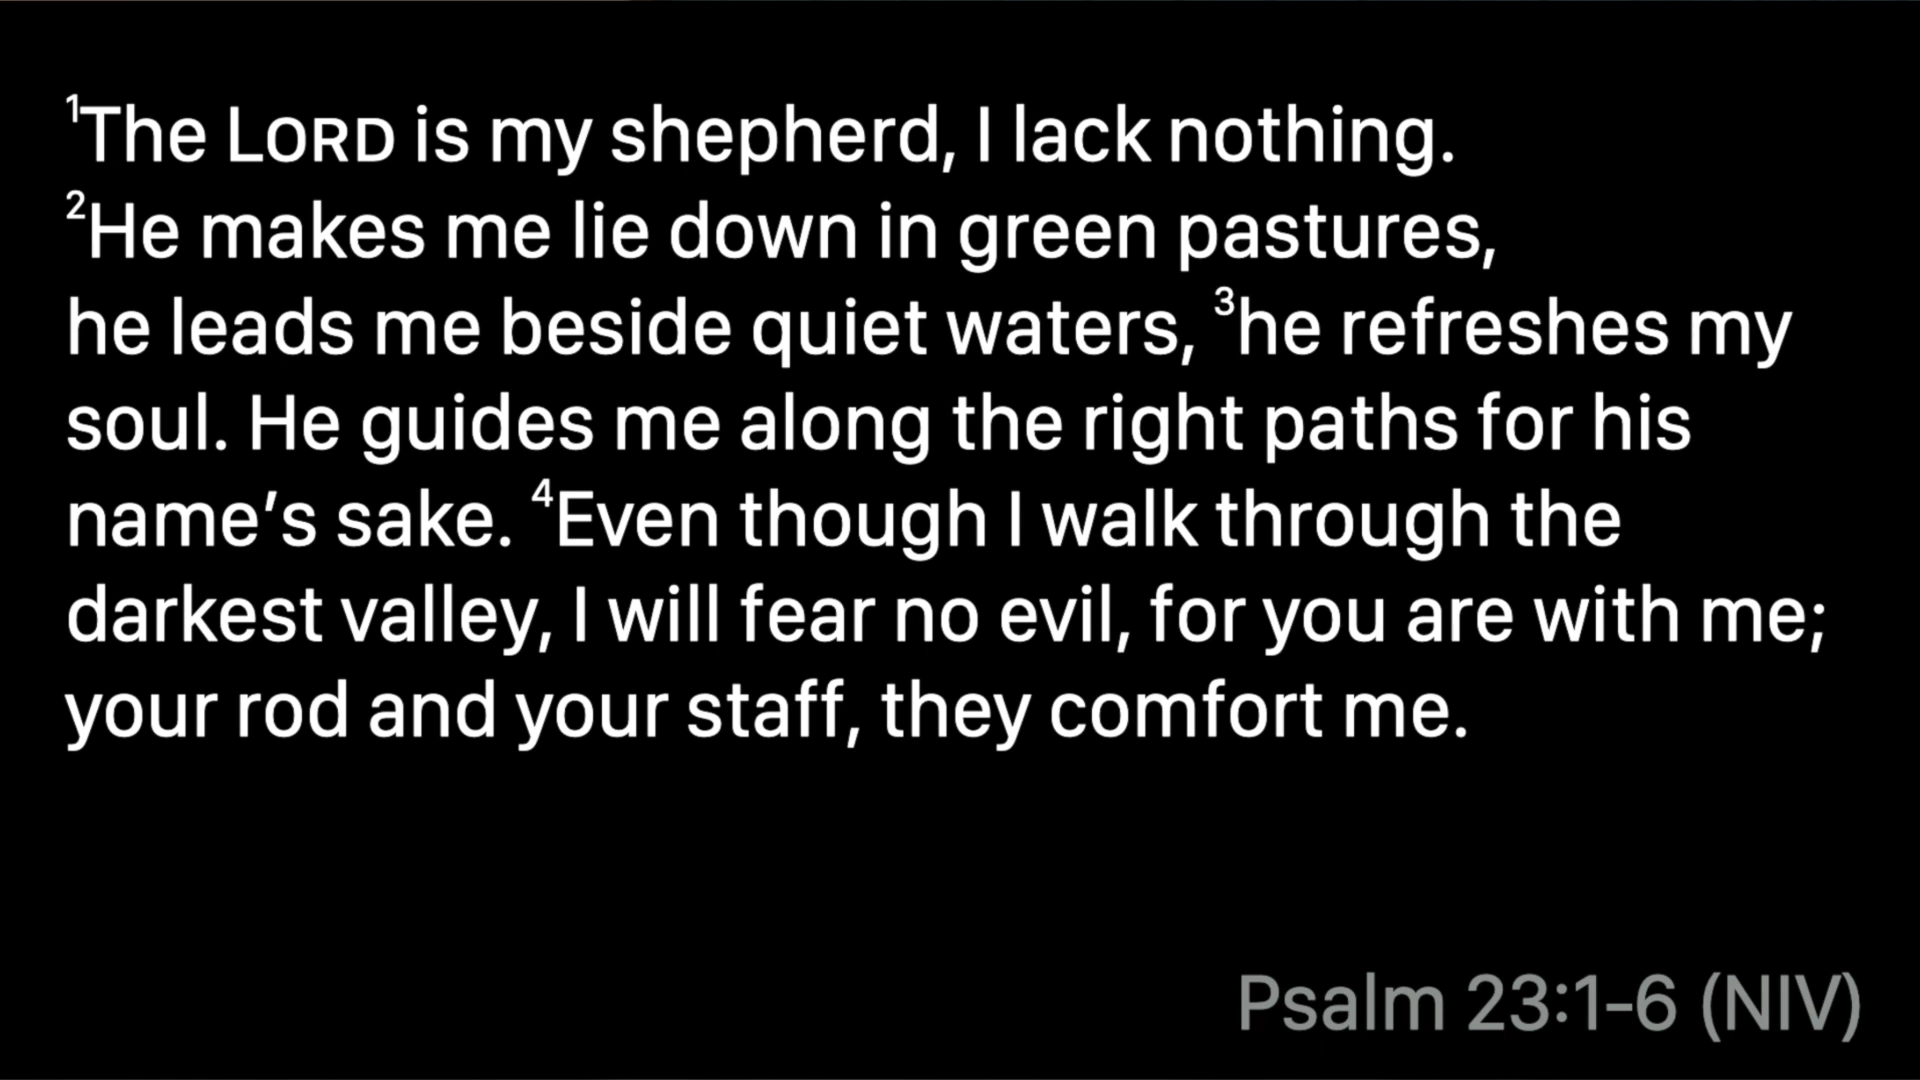 ¹The LORD is my shepherd, I lack nothing.
²He makes me lie down in green pastures,
he leads me beside quiet waters, ³he refreshes my
soul. He guides me along the right paths for his
name’s sake. ⁴Even though I walk through the
darkest valley, I will fear no evil, for you are with me;
your rod and your staff, they comfort me.
Psalm 23:1-6 (NIV)